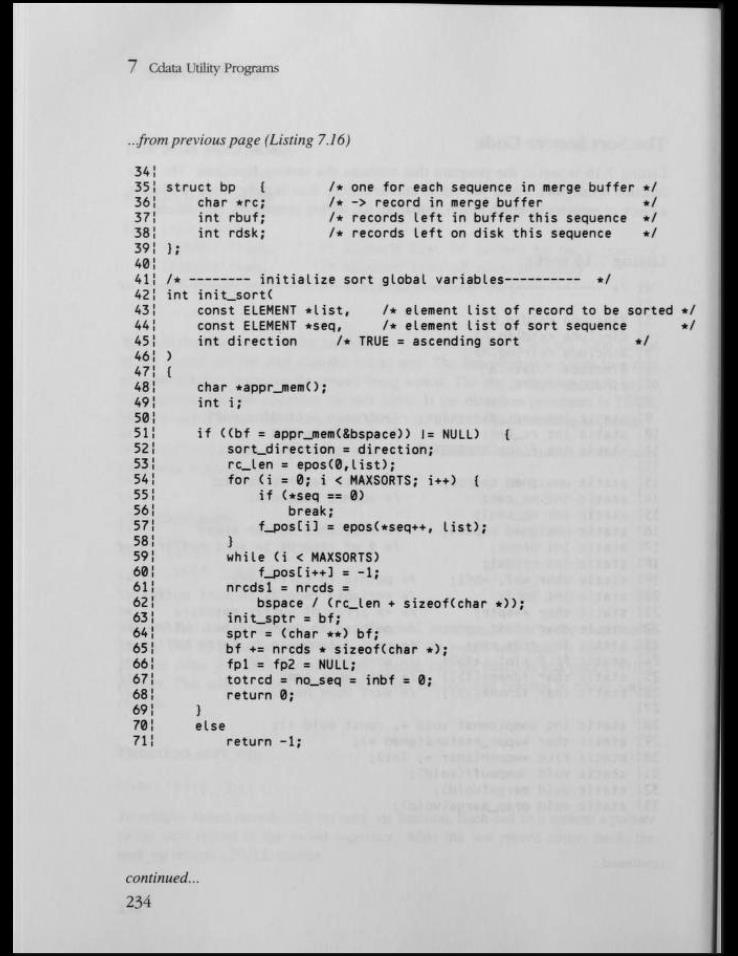 7 Cdata Utility Programs
...from previous page (Listing 7.16)
34¦
35¦ struct bp    {        /* one for each sequence in merge buffer */
36¦     char *rc;         /* -> record in merge buffer             */
37¦     int rbuf;         /* records left in buffer this sequence  */
38¦     int rdsk;         /* records left on disk this sequence    */
39¦ };
40¦
41¦ /* -------- initialize sort global variables---------- */
42¦ int init_sort(
43¦     const ELEMENT *list,    /* element list of record to be sorted */
44¦     const ELEMENT *seq,     /* element list of sort sequence       */
45¦     int direction     /* TRUE = ascending sort               */
46¦ )
47¦ {
48¦     char *appr_mem();
49¦     int i;
50¦
51¦     if ((bf = appr_mem(&bspace)) != NULL)   {
52¦         sort_direction = direction;
53¦         rc_len = epos(0,list);
54¦         for (i = 0; i < MAXSORTS; i++)  {
55¦             if (*seq == 0)
56¦                 break;
57¦             f_pos[i] = epos(*seq++, list);
58¦         }
59¦         while (i < MAXSORTS)
60¦             f_pos[i++] = -1;
61¦         nrcds1 = nrcds =
62¦             bspace / (rc_len + sizeof(char *));
63¦         init_sptr = bf;
64¦         sptr = (char **) bf;
65¦         bf += nrcds * sizeof(char *);
66¦         fp1 = fp2 = NULL;
67¦         totrcd = no_seq = inbf = 0;
68¦         return 0;
69¦     }
70¦     else
71¦         return -1;
continued...
234